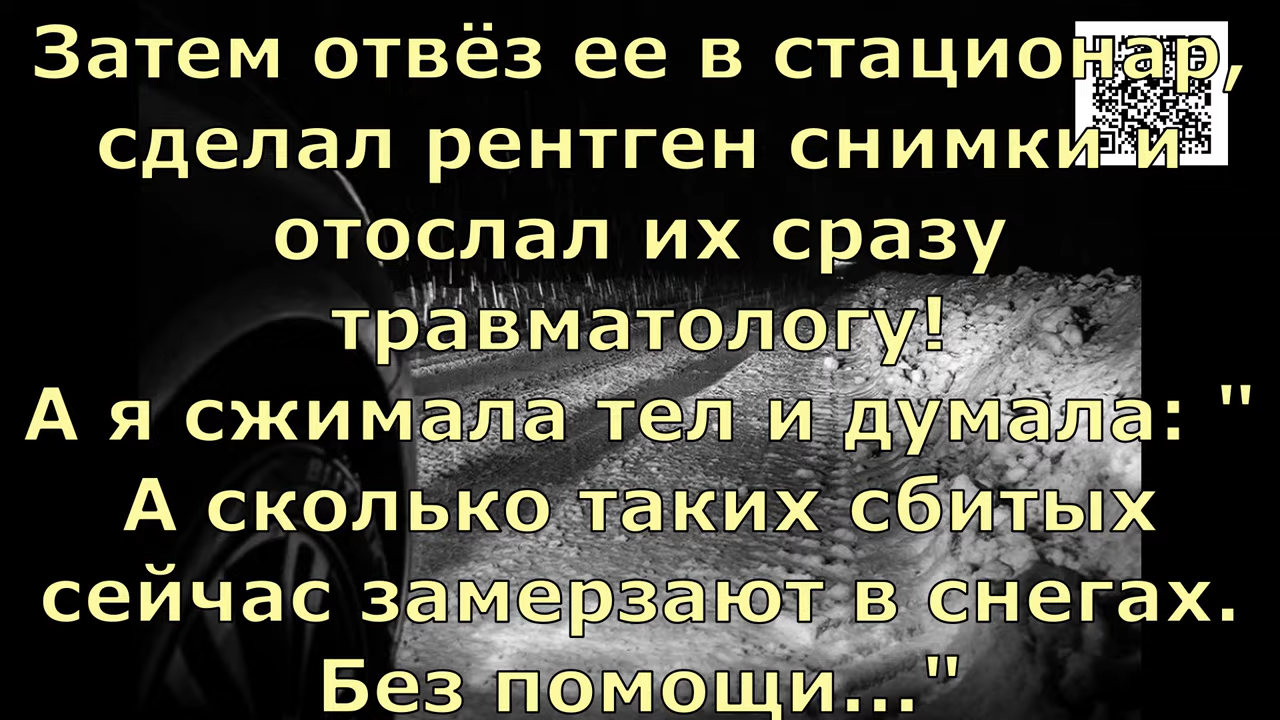 Затем отвёз ее в стационар,
сделал рентген снимки и
отослал их сразу
травматологу!
А я сжимала тел и думала: "
А сколько таких сбитых
сейчас замерзают в снегах.
Без помощи..."